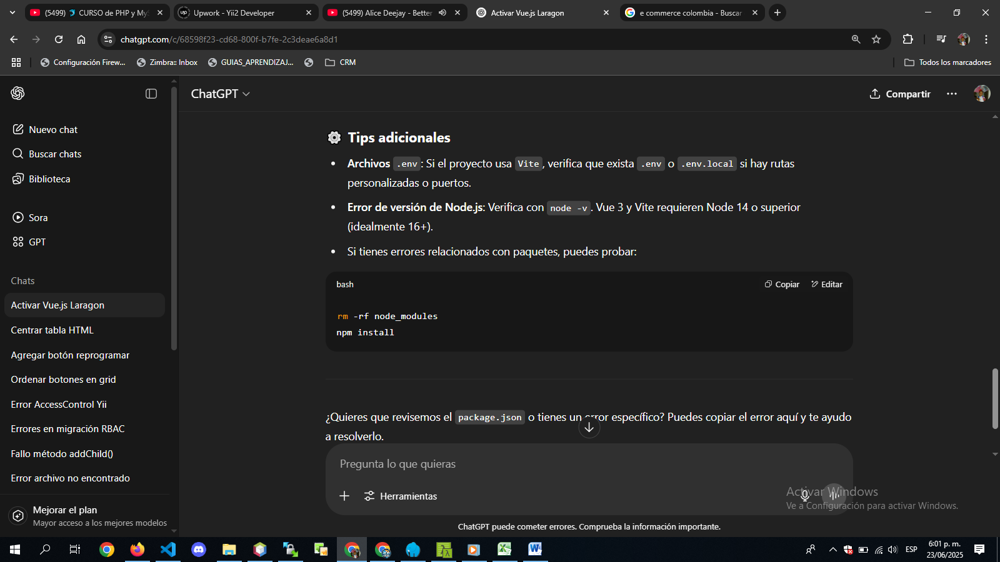 (5499) CURSO de PHP y MyS
Upwork - Yii2 Developer
(5499) Alice Deejay - Better
Activar Vue.js Laragon
e commerce colombia - Buscar
chatgpt.com/c/68598f23-cd68-800f-b7fe-2c3deae6a8d1
Configuración Firew...
Zimbra:: Inbox
GUIAS_APRENDIZAJ...
CRM
Todos los marcadores
ChatGPT
Compartir
Nuevo chat
Buscar chats
Biblioteca
Sora
GPT
Chats
Activar Vue.js Laragon
Centrar tabla HTML
Agregar botón reprogramar
Ordenar botones en grid
Error AccessControl Yii
Errores en migración RBAC
Fallo método addChild()
Error archivo no encontrado
Mejorar el plan
Mayor acceso a los mejores modelos
Tips adicionales
Archivos .env: Si el proyecto usa Vite, verifica que exista .env o .env.local si hay rutas
personalizadas o puertos.
Error de versión de Node.js: Verifica con node -v. Vue 3 y Vite requieren Node 14 o superior
(idealmente 16+).
Si tienes errores relacionados con paquetes, puedes probar:
bash
Copiar
Editar
rm -rf node_modules
npm install
¿Quieres que revisemos el package.json o tienes un error específico? Puedes copiar el error aquí y te ayudo
a resolverlo.
Pregunta lo que quieras
Herramientas
Activar Windows
Ve a Configuración para activar Windows.
ChatGPT puede cometer errores. Comprueba la información importante.
ESP
6:01 p. m.
23/06/2025